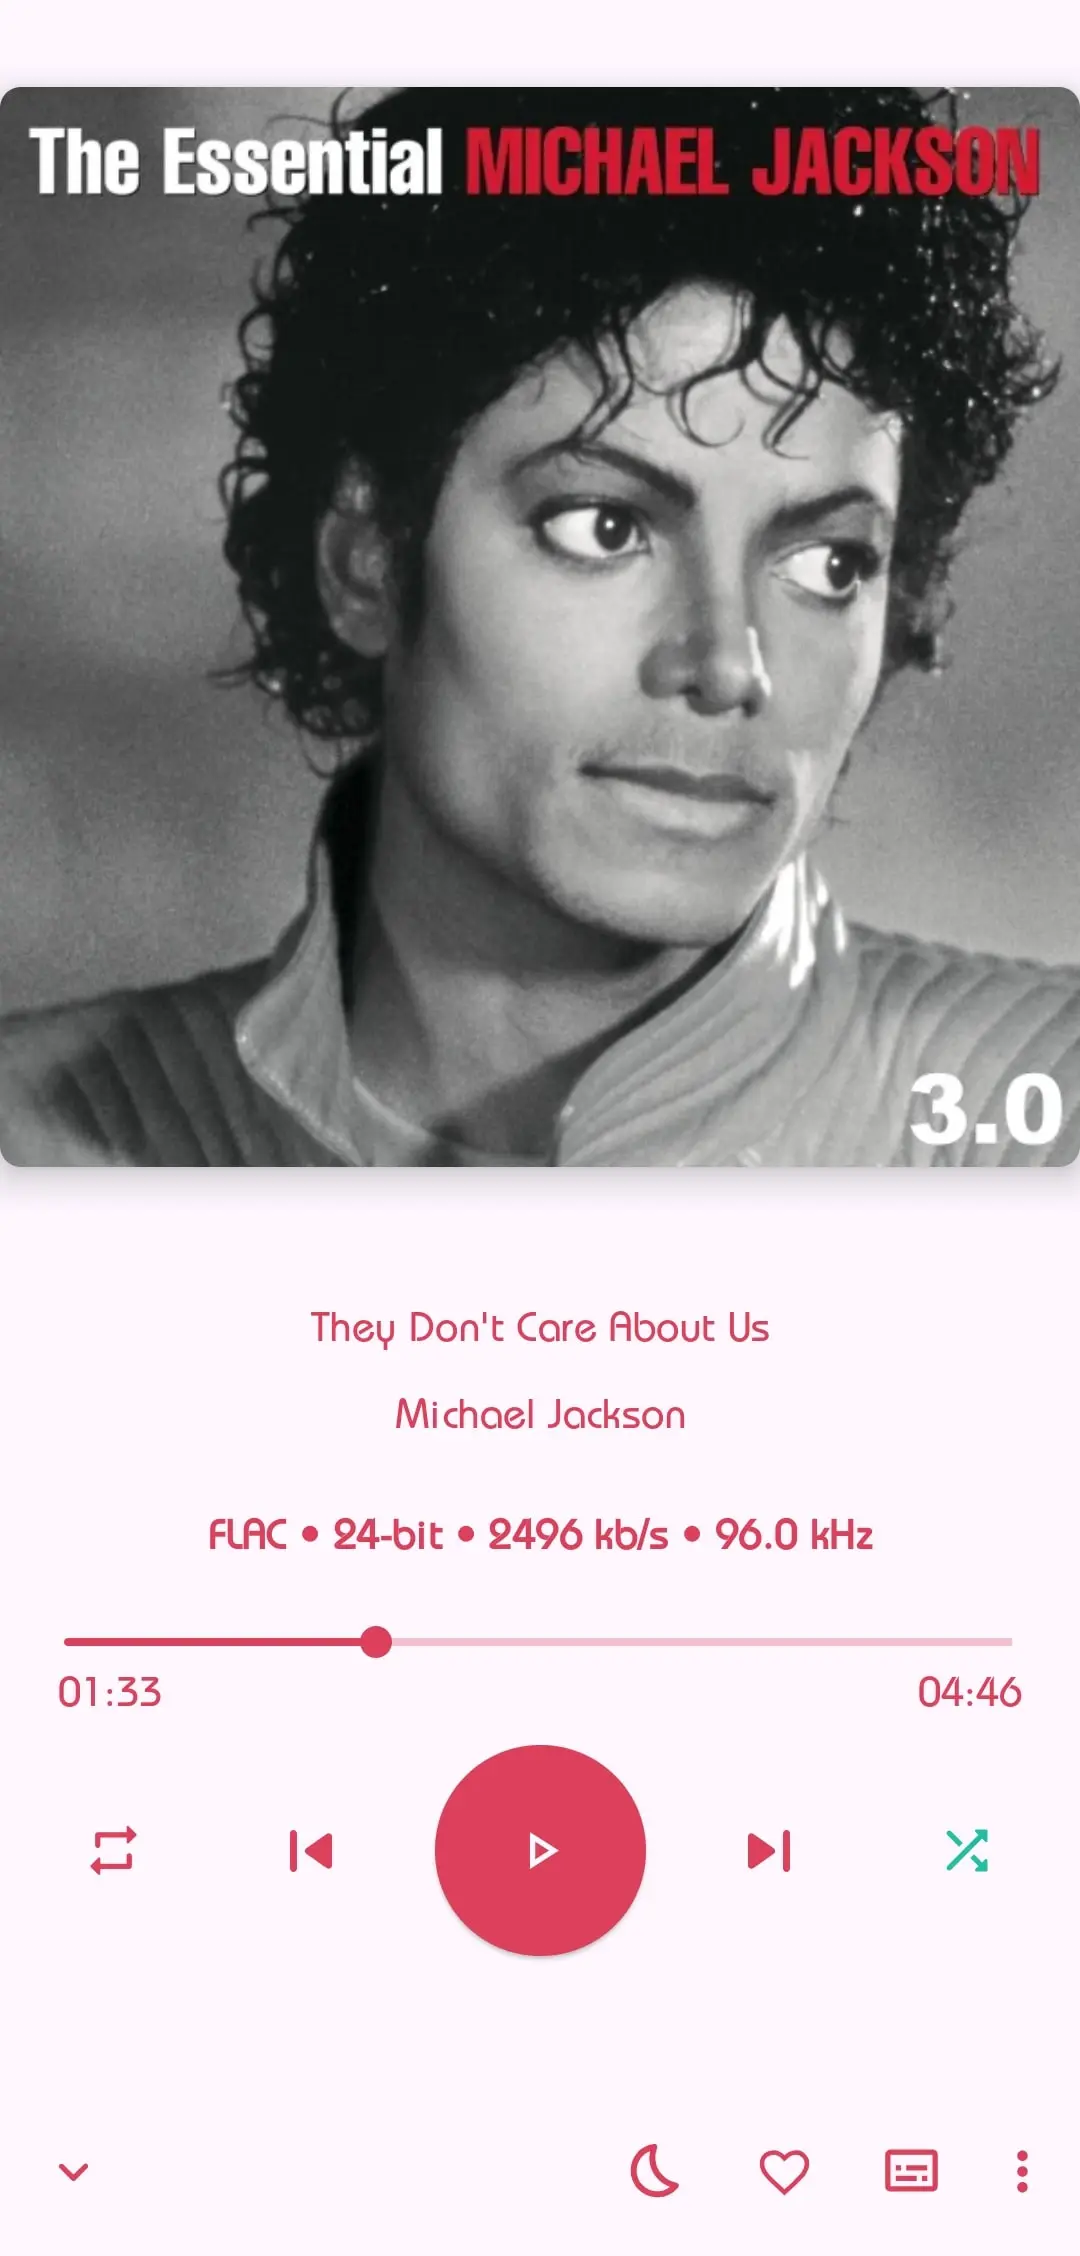 The Essential MICHAEL JACKSON
3.0
They Don't Care About Us
Michael Jackson
FLAC • 24-bit • 2496 kb/s • 96.0 kHz
01:33 04:46